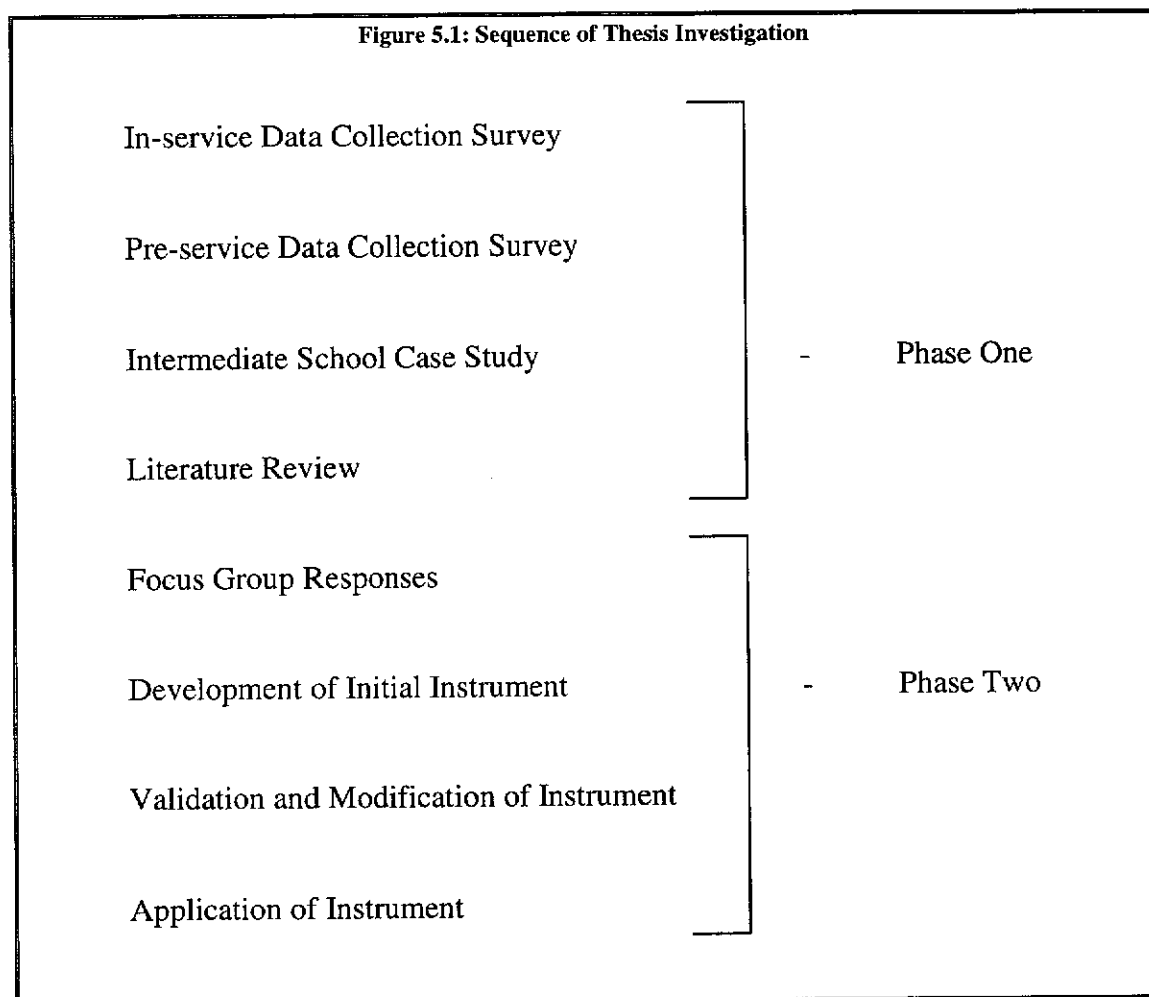 Figure 5.1: Sequence of Thesis Investigation
In-service Data Collection Survey
Pre-service Data Collection Survey
Intermediate School Case Study - Phase One
Literature Review
Focus Group Responses
Development of Initial Instrument - Phase Two
Validation and Modification of Instrument
Application of Instrument